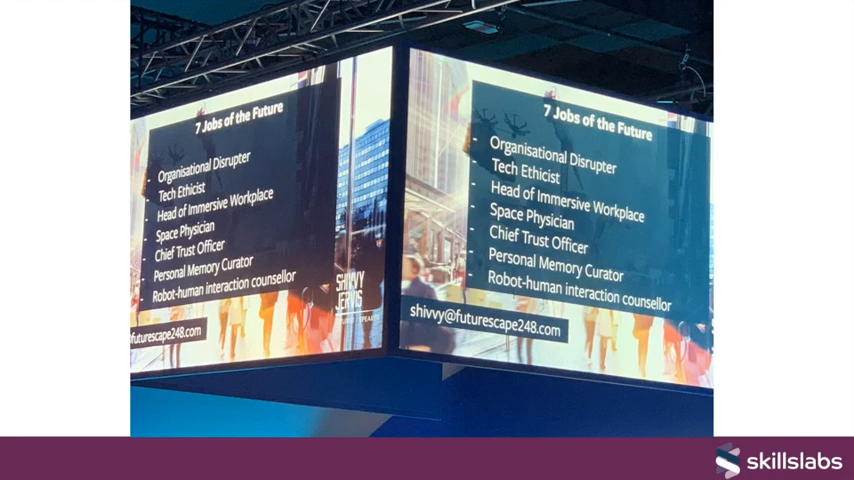 7 Jobs of the Future
- Organisational Disrupter
- Tech Ethicist
- Head of Immersive Workplace
- Space Physician
- Chief Trust Officer
- Personal Memory Curator
- Robot-human interaction counsellor
SHIVVY
JERVIS
futurescape248.com
7 Jobs of the Future
- Organisational Disrupter
- Tech Ethicist
- Head of Immersive Workplace
- Space Physician
- Chief Trust Officer
- Personal Memory Curator
- Robot-human interaction counsellor
shivvy@futurescape248.com
skillslabs